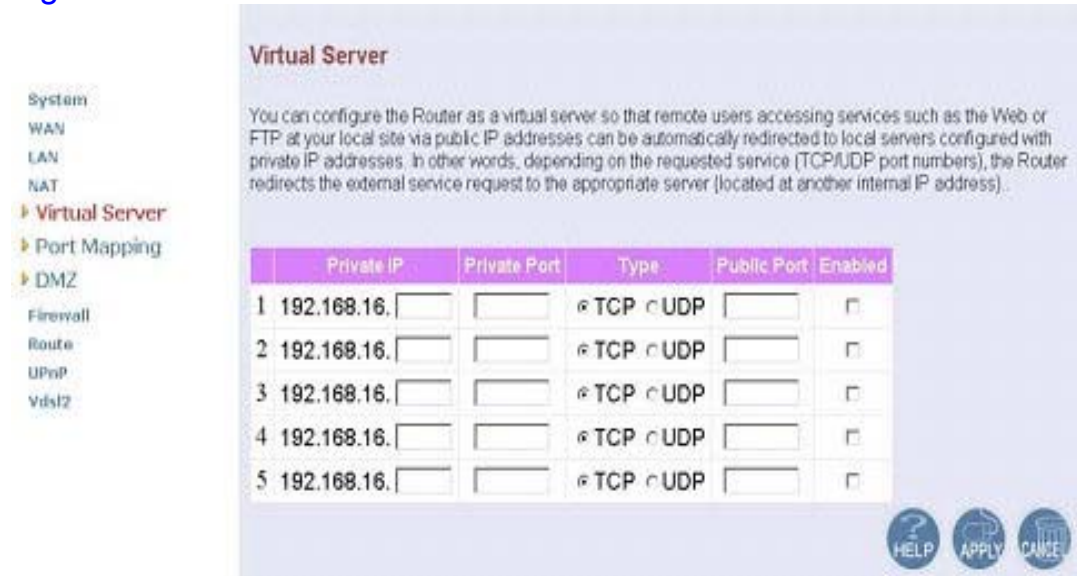 Virtual Server
System
WAN
LAN
NAT
Virtual Server
Port Mapping
DMZ
Firewall
Route
UPnP
Vdsl2
You can configure the Router as a virtual server so that remote users accessing services such as the Web or
FTP at your local site via public IP addresses can be automatically redirected to local servers configured with
private IP addresses. In other words, depending on the requested service (TCP/UDP port numbers), the Router
redirects the external service request to the appropriate server (located at another internal IP address)..
Private IP Private Port Type Public Port Enabled
1 192.168.16. TCP UDP
2 192.168.16. TCP UDP
3 192.168.16. TCP UDP
4 192.168.16. TCP UDP
5 192.168.16. TCP UDP
HELP APPLY CANCEL